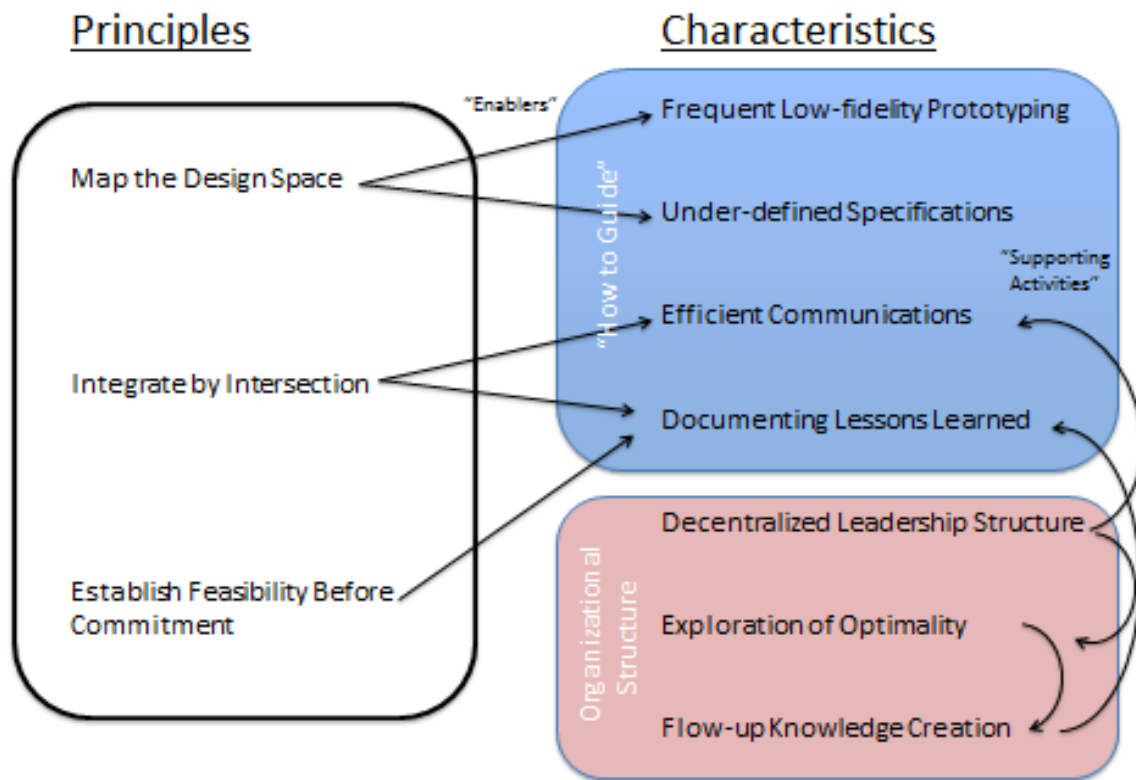 Principles
Characteristics
"Enablers"
Map the Design Space
Integrate by Intersection
Establish Feasibility Before
Commitment
"How to Guide"
Frequent Low-fidelity Prototyping
Under-defined Specifications
"Supporting
Activities"
Efficient Communications
Documenting Lessons Learned
Organizational
Structure
Decentralized Leadership Structure
Exploration of Optimality
Flow-up Knowledge Creation